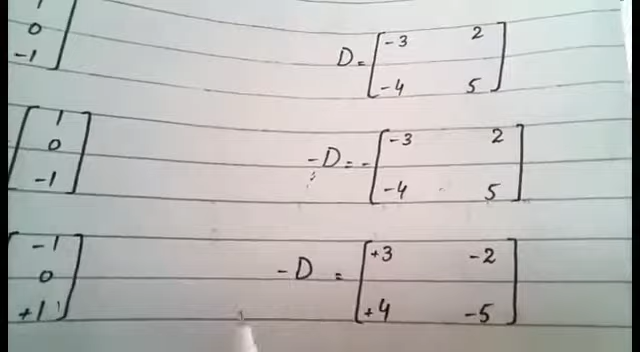 1
0
-1
D = [ -3 2
-4 5 ]
[ 1
0
-1 ]
-D = - [ -3 2
-4 5 ]
[ -1
0
+1 ]
-D = [ +3 -2
+4 -5 ]